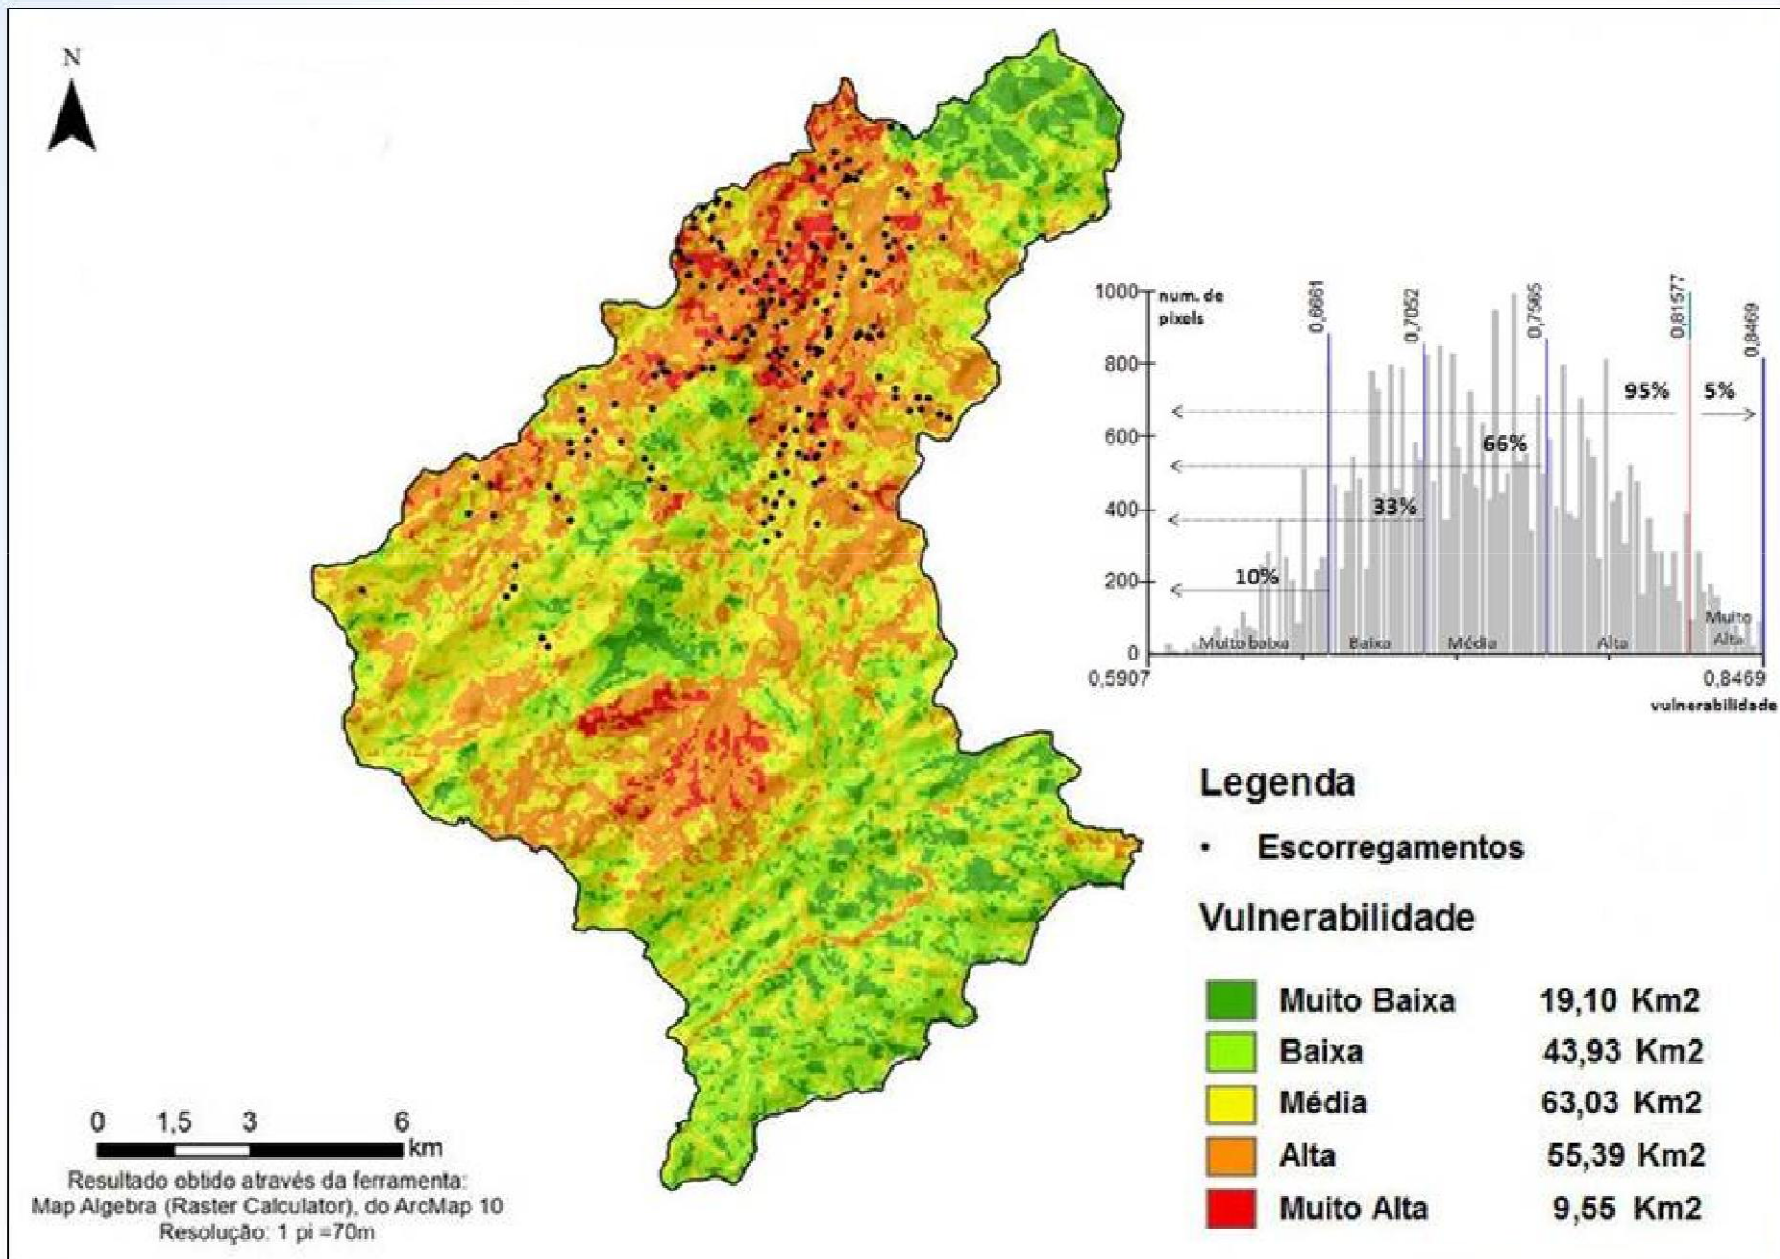 N
1000
num. de
pixels
0,6661
0,7052
0,7565
0,81577
0,8469
800
95%
5%
600
66%
400
33%
200
10%
Muito baixa
Baixa
Média
Alta
Muito
Alta
0
0,5907
0,8469
vulnerabilidade
Legenda
Escorregamentos
Vulnerabilidade
Muito Baixa 19,10 Km2
Baixa 43,93 Km2
Média 63,03 Km2
Alta 55,39 Km2
Muito Alta 9,55 Km2
0 1,5 3 6
km
Resultado obtido através da ferramenta:
Map Algebra (Raster Calculator), do ArcMap 10
Resolução: 1 pi =70m